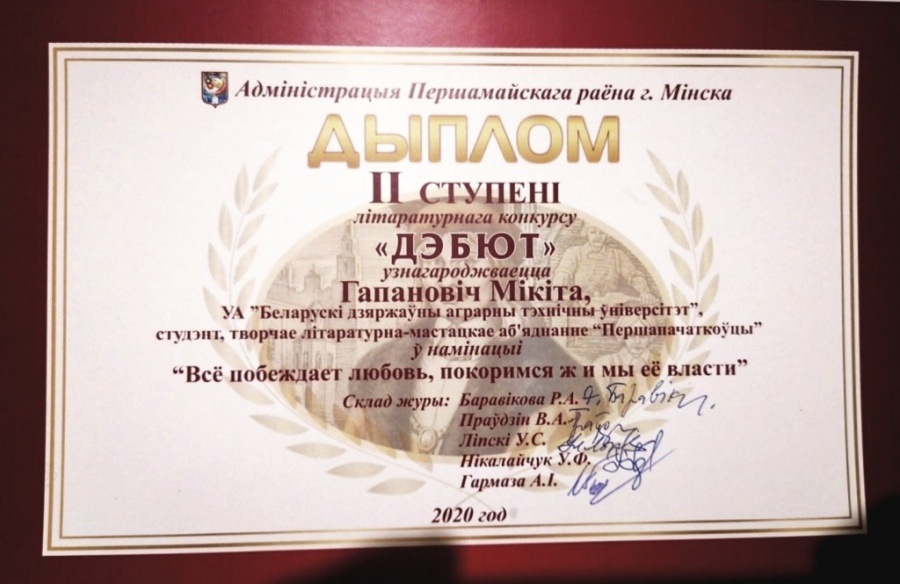 Адміністрацыя Першамайскага раёна г. Мінска
ДЫПЛОМ
II СТУПЕНІ
літаратурнага конкурсу
«ДЭБЮТ»
узнагароджваецца
Гапановіч Мікіта,
УА ”Беларускі дзяржаўны аграрны тэхнічны ўніверсітэт”,
студэнт, творчае літаратурна-мастацкае аб'яднанне “Першапачаткоўцы”
ў намінацыі
“Всё побеждает любовь, покоримся ж и мы её власти”
Склад журы: Баравікова Р.А.
Праўдзін В.А.
Ліпскі У.С.
Нікалайчук У.Ф.
Гармаза А.І.
2020 год